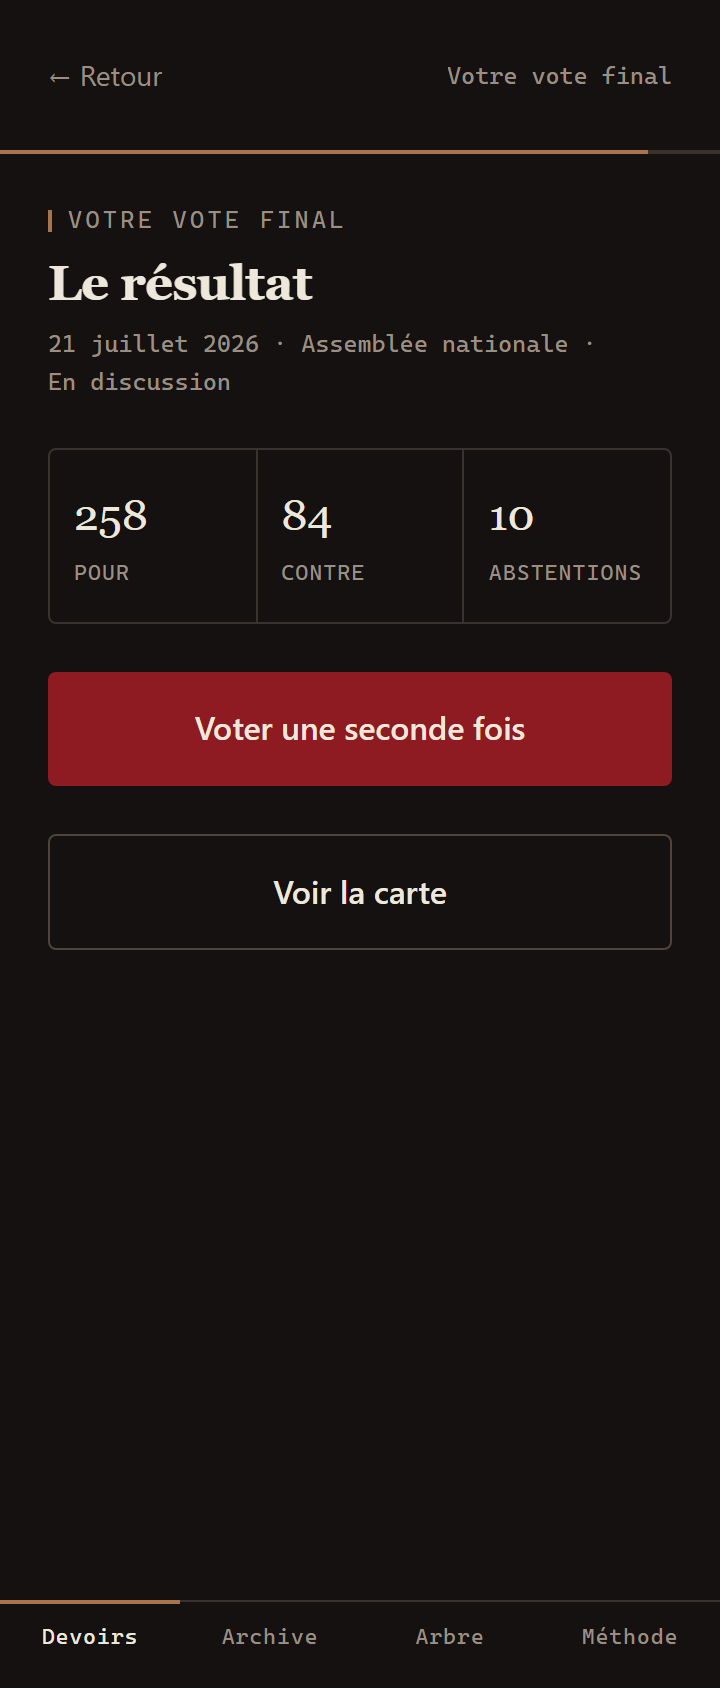 ← Retour
Votre vote final
VOTRE VOTE FINAL
Le résultat
21 juillet 2026 · Assemblée nationale ·
En discussion
258
POUR
84
CONTRE
10
ABSTENTIONS
Voter une seconde fois
Voir la carte
Devoirs
Archive
Arbre
Méthode